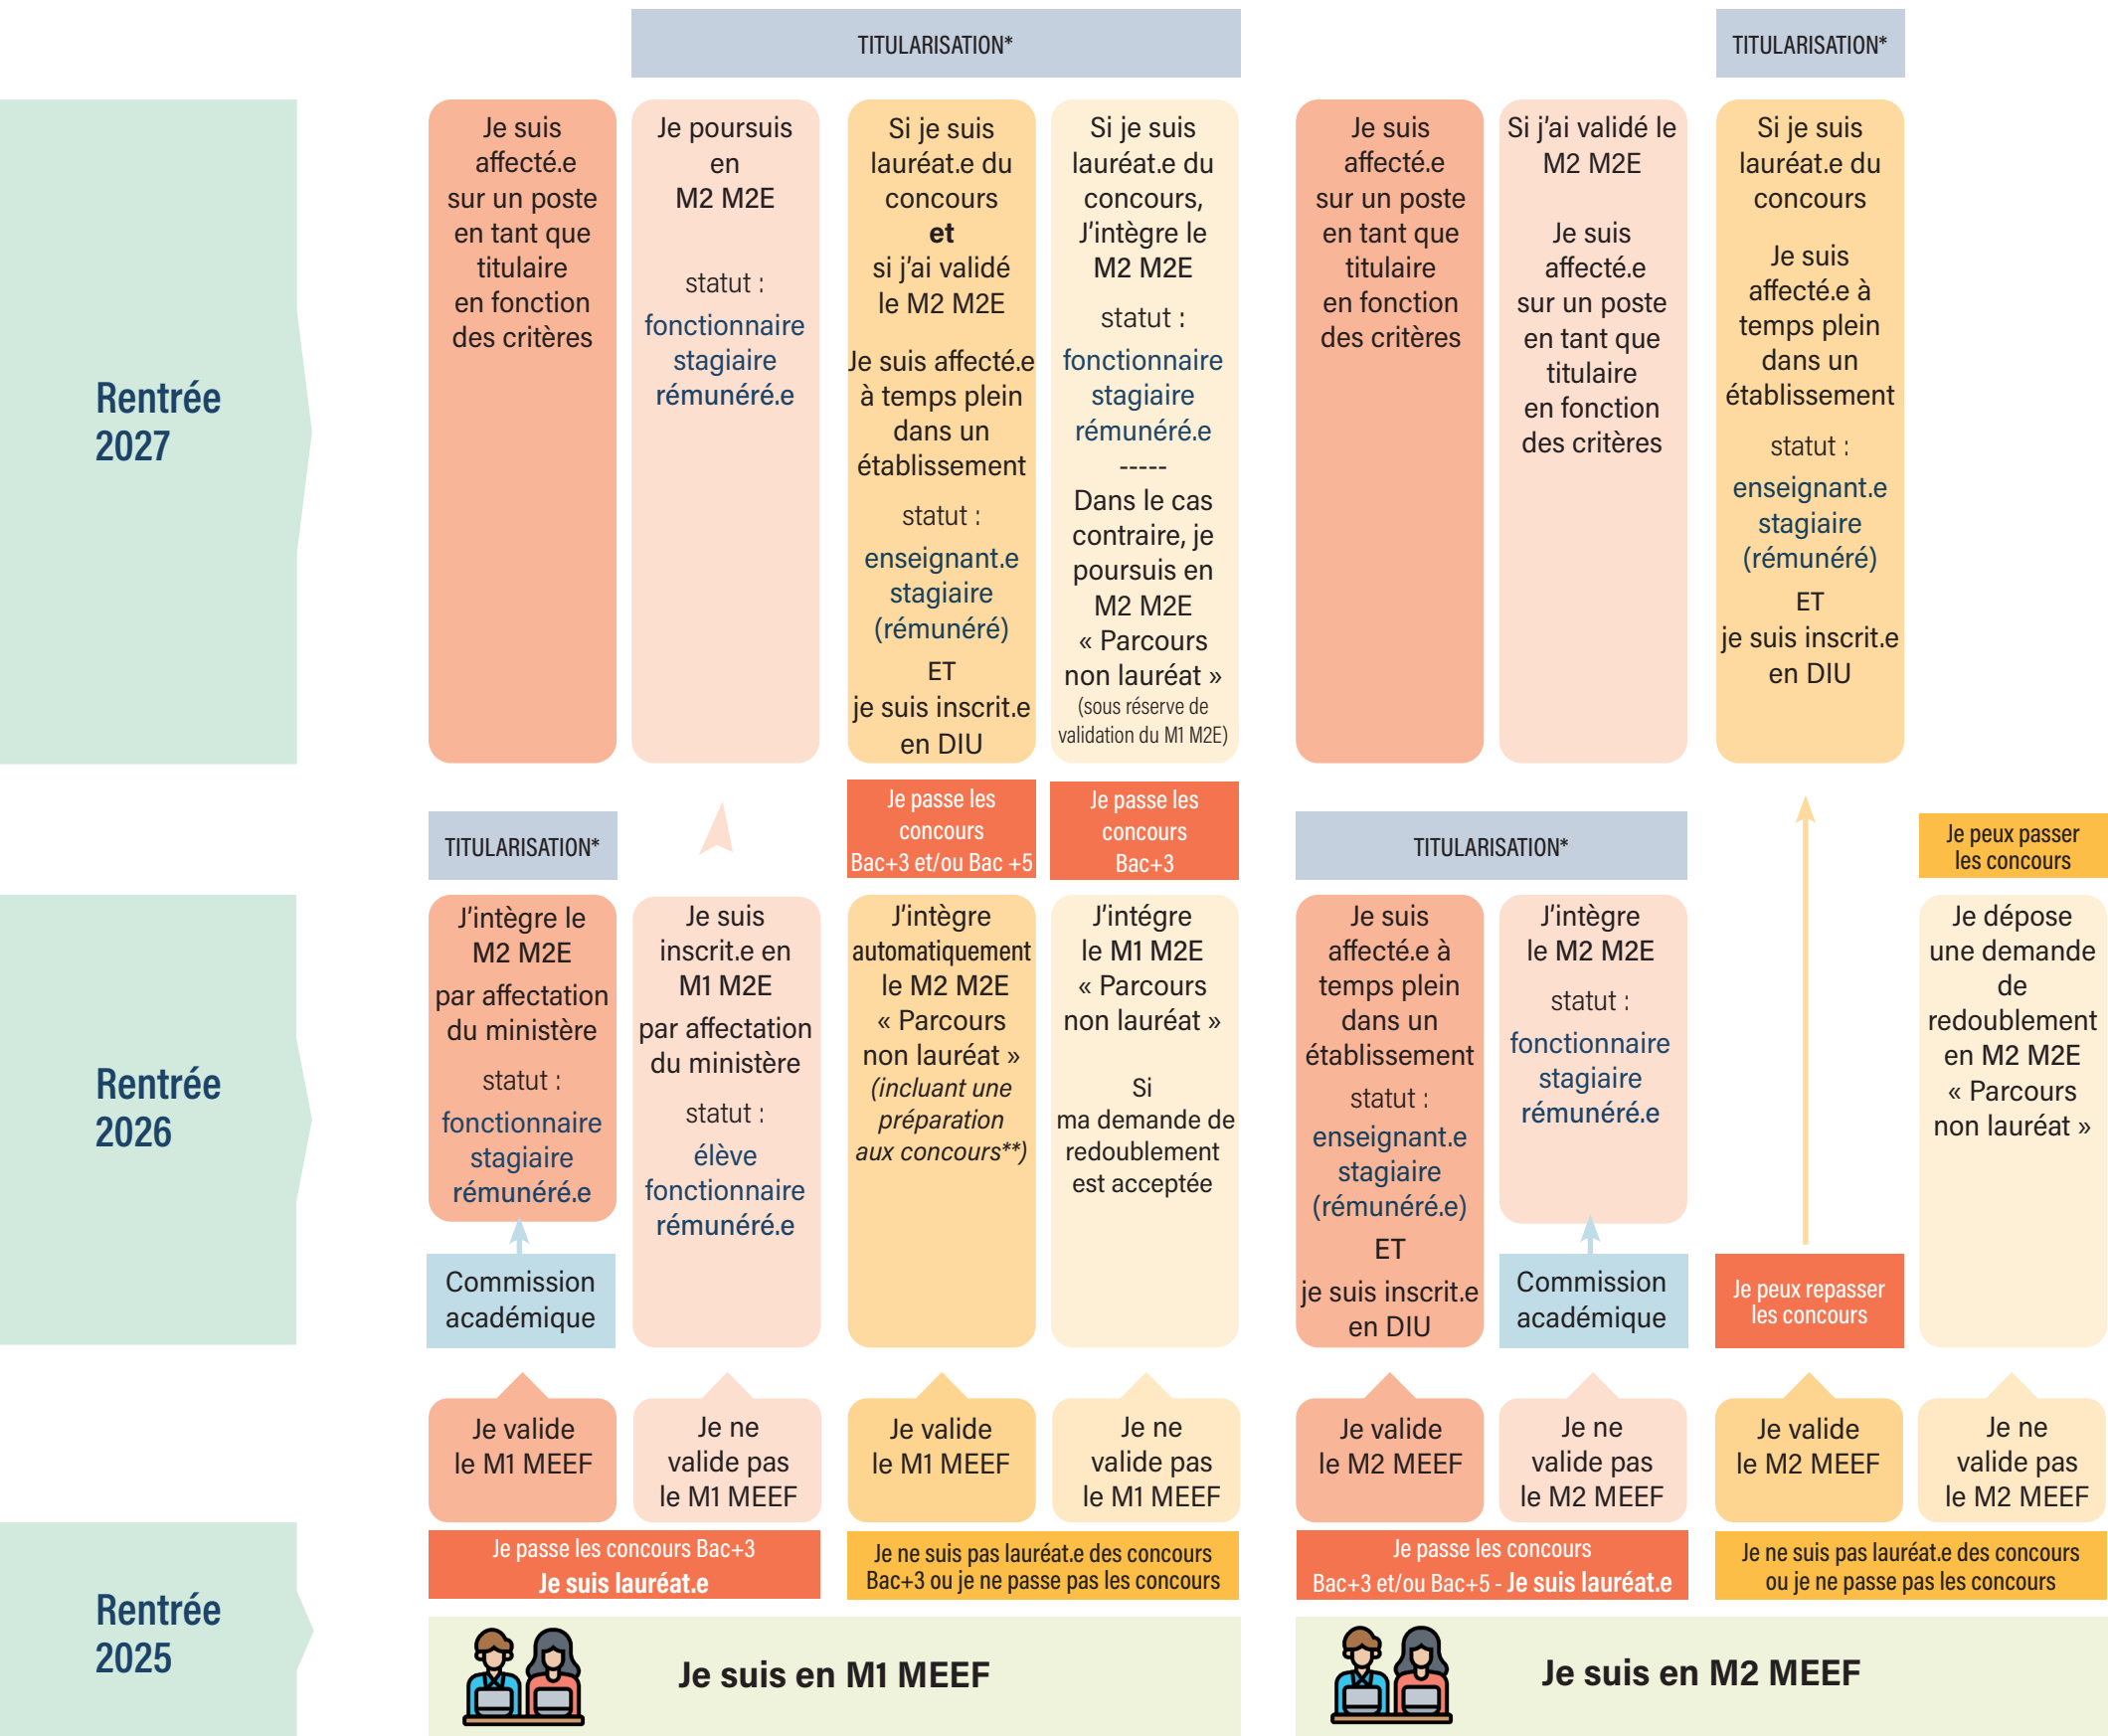 TITULARISATION*
TITULARISATION*
Rentrée
2027
Je suis
affecté.e
sur un poste
en tant que
titulaire
en fonction
des critères
Je poursuis
en
M2 M2E
statut :
fonctionnaire
stagiaire
rémunéré.e
Si je suis
lauréat.e du
concours
et
si j’ai validé
le M2 M2E
Je suis affecté.e
à temps plein
dans un
établissement
statut :
enseignant.e
stagiaire
(rémunéré)
ET
je suis inscrit.e
en DIU
Si je suis
lauréat.e du
concours,
J’intègre le
M2 M2E
statut :
fonctionnaire
stagiaire
rémunéré.e
-----
Dans le cas
contraire, je
poursuis en
M2 M2E
« Parcours
non lauréat »
(sous réserve de
validation du M1 M2E)
Je suis
affecté.e
sur un poste
en tant que
titulaire
en fonction
des critères
Si j’ai validé le
M2 M2E
Je suis
affecté.e
sur un poste
en tant que
titulaire
en fonction
des critères
Si je suis
lauréat.e du
concours
Je suis
affecté.e à
temps plein
dans un
établissement
statut :
enseignant.e
stagiaire
(rémunéré)
ET
je suis inscrit.e
en DIU
TITULARISATION*
Je passe les
concours
Bac+3 et/ou Bac +5
Je passe les
concours
Bac+3
TITULARISATION*
Je peux passer
les concours
Rentrée
2026
J’intègre le
M2 M2E
par affectation
du ministère
statut :
fonctionnaire
stagiaire
rémunéré.e
Commission
académique
Je suis
inscrit.e en
M1 M2E
par affectation
du ministère
statut :
élève
fonctionnaire
rémunéré.e
J’intègre
automatiquement
le M2 M2E
« Parcours
non lauréat »
(incluant une
préparation
aux concours**)
J’intégre
le M1 M2E
« Parcours
non lauréat »
Si
ma demande de
redoublement
est acceptée
Je suis
affecté.e à
temps plein
dans un
établissement
statut :
enseignant.e
stagiaire
(rémunéré.e)
ET
je suis inscrit.e
en DIU
J’intègre
le M2 M2E
statut :
fonctionnaire
stagiaire
rémunéré.e
Commission
académique
Je peux repasser
les concours
Je dépose
une demande
de
redoublement
en M2 M2E
« Parcours
non lauréat »
Je valide
le M1 MEEF
Je ne
valide pas
le M1 MEEF
Je valide
le M1 MEEF
Je ne
valide pas
le M1 MEEF
Je valide
le M2 MEEF
Je ne
valide pas
le M2 MEEF
Je valide
le M2 MEEF
Je ne
valide pas
le M2 MEEF
Rentrée
2025
Je passe les concours Bac+3
Je suis lauréat.e
Je ne suis pas lauréat.e des concours
Bac+3 ou je ne passe pas les concours
Je passe les concours
Bac+3 et/ou Bac+5 - Je suis lauréat.e
Je ne suis pas lauréat.e des concours
ou je ne passe pas les concours
Je suis en M1 MEEF
Je suis en M2 MEEF